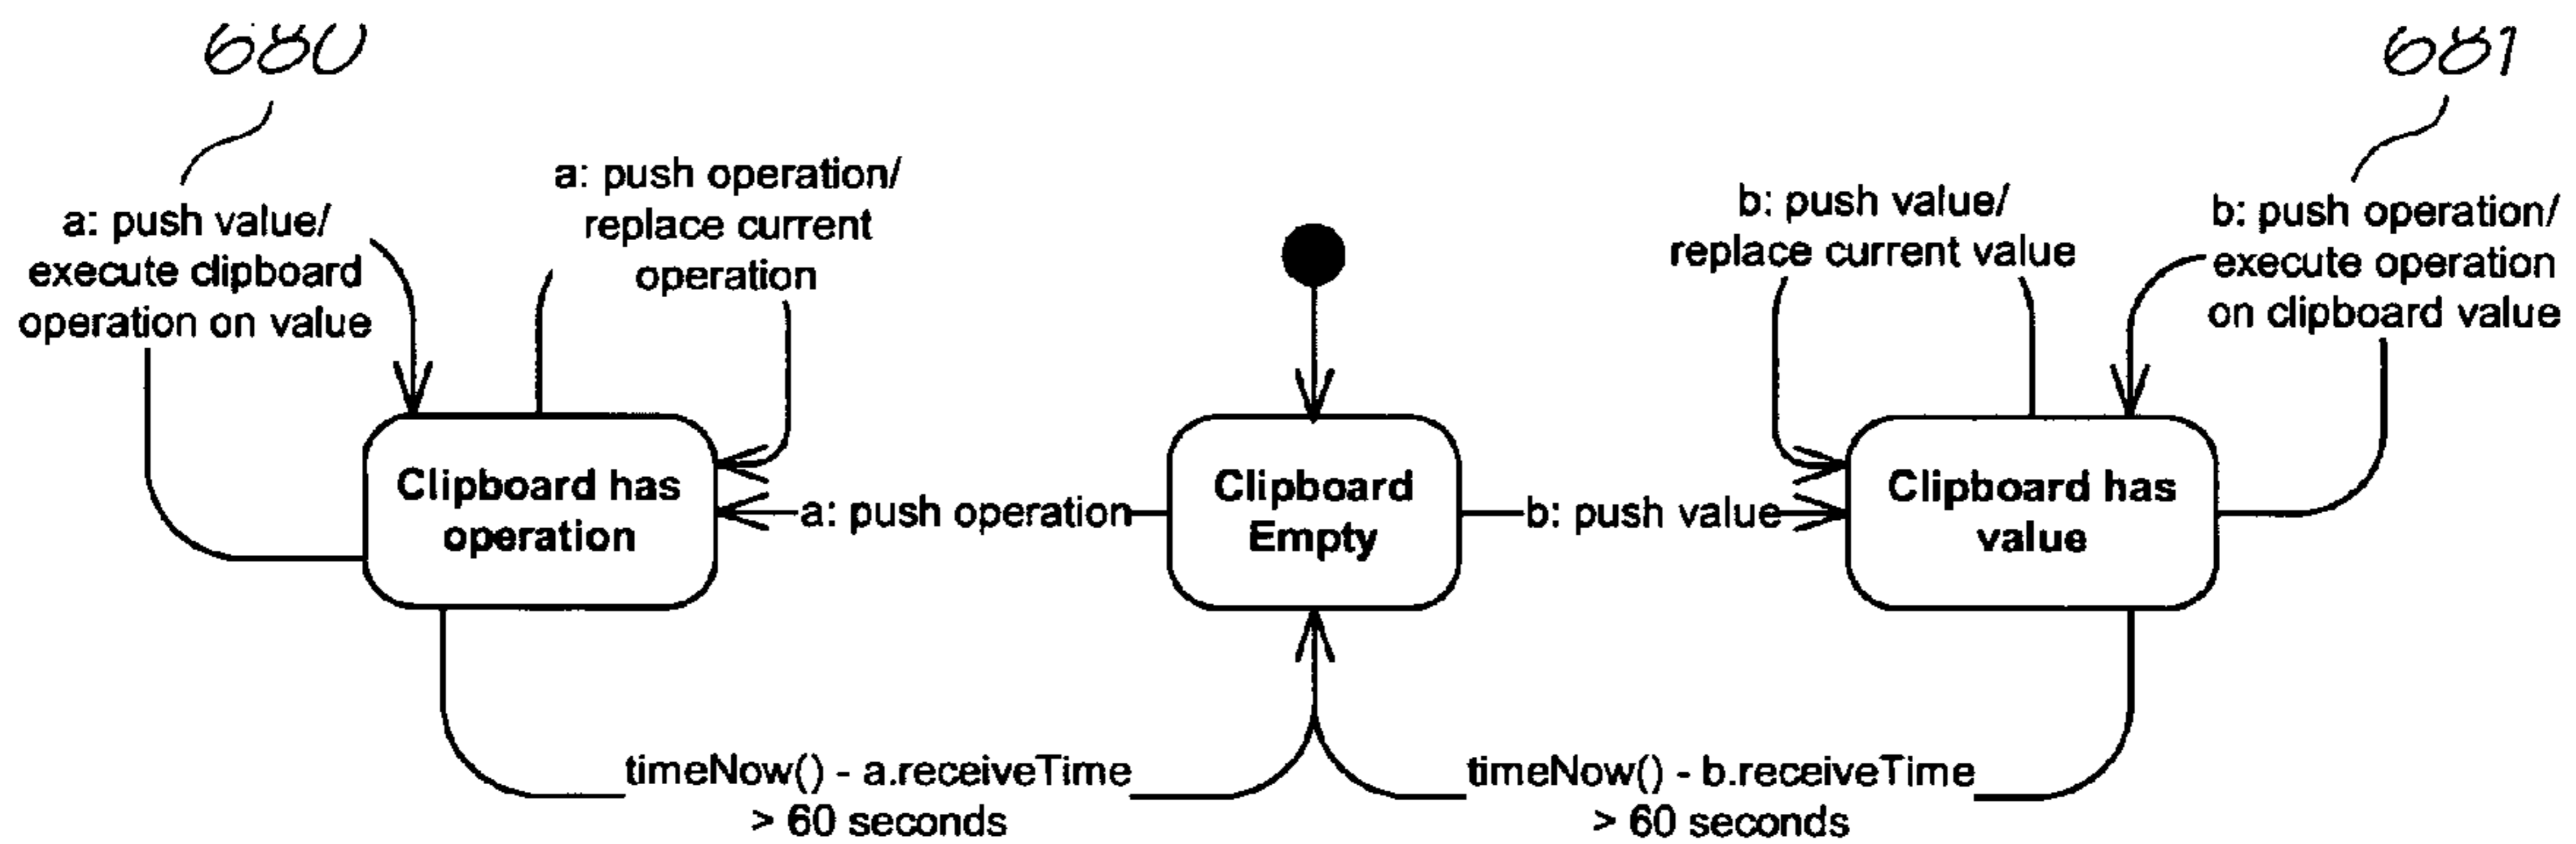 680
681
a: push value/
execute clipboard
operation on value
a: push operation/
replace current
operation
b: push value/
replace current value
b: push operation/
execute operation
on clipboard value
Clipboard has
operation
a: push operation
Clipboard
Empty
b: push value
Clipboard has
value
timeNow() - a.receiveTime
> 60 seconds
timeNow() - b.receiveTime
> 60 seconds